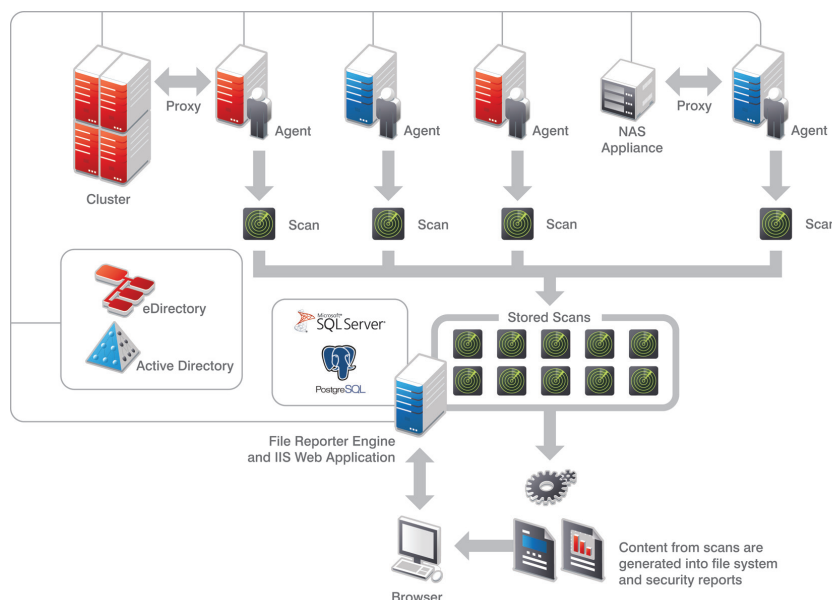 Proxy
Agent
Agent
Agent
NAS
Appliance
Proxy
Agent
Cluster
Scan
Scan
Scan
Scan
eDirectory
Active Directory
Microsoft®
SQL Server®
PostgreSQL
Stored Scans
File Reporter Engine
and IIS Web Application
Content from scans are
generated into file system
and security reports
Browser